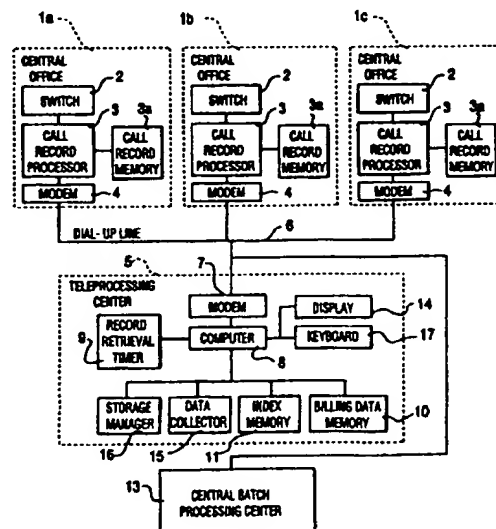 1a
1b
1c
CENTRAL
OFFICE
2
SWITCH
3
3a
CALL
RECORD
PROCESSOR
CALL
RECORD
MEMORY
MODEM
4
CENTRAL
OFFICE
2
SWITCH
3
3a
CALL
RECORD
PROCESSOR
CALL
RECORD
MEMORY
MODEM
4
CENTRAL
OFFICE
2
SWITCH
3
3a
CALL
RECORD
PROCESSOR
CALL
RECORD
MEMORY
MODEM
4
DIAL-UP LINE
6
5
7
TELEPROCESSING
CENTER
MODEM
DISPLAY
14
RECORD
RETRIEVAL
TIMER
9
COMPUTER
8
KEYBOARD
17
STORAGE
MANAGER
16
DATA
COLLECTOR
15
INDEX
MEMORY
11
BILLING DATA
MEMORY
10
13
CENTRAL BATCH
PROCESSING CENTER